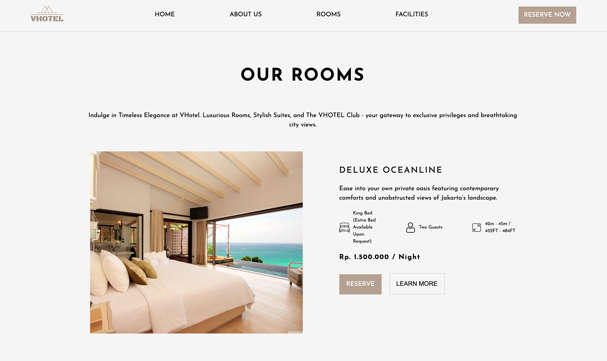 VHOTEL
HOME
ABOUT US
ROOMS
FACILITIES
RESERVE NOW
OUR ROOMS
Indulge in Timeless Elegance at VHotel. Luxurious Rooms, Stylish Suites, and The VHOTEL Club - your gateway to exclusive privileges and breathtaking
city views.
DELUXE OCEANLINE
Ease into your own private oasis featuring contemporary
comforts and unobstructed views of Jakarta's landscape.
King Bed
(Extra Bed
Available
Upon
Request)
Two Guests
40m - 45m /
452FT - 484FT
Rp. 1.500.000 / Night
RESERVE
LEARN MORE